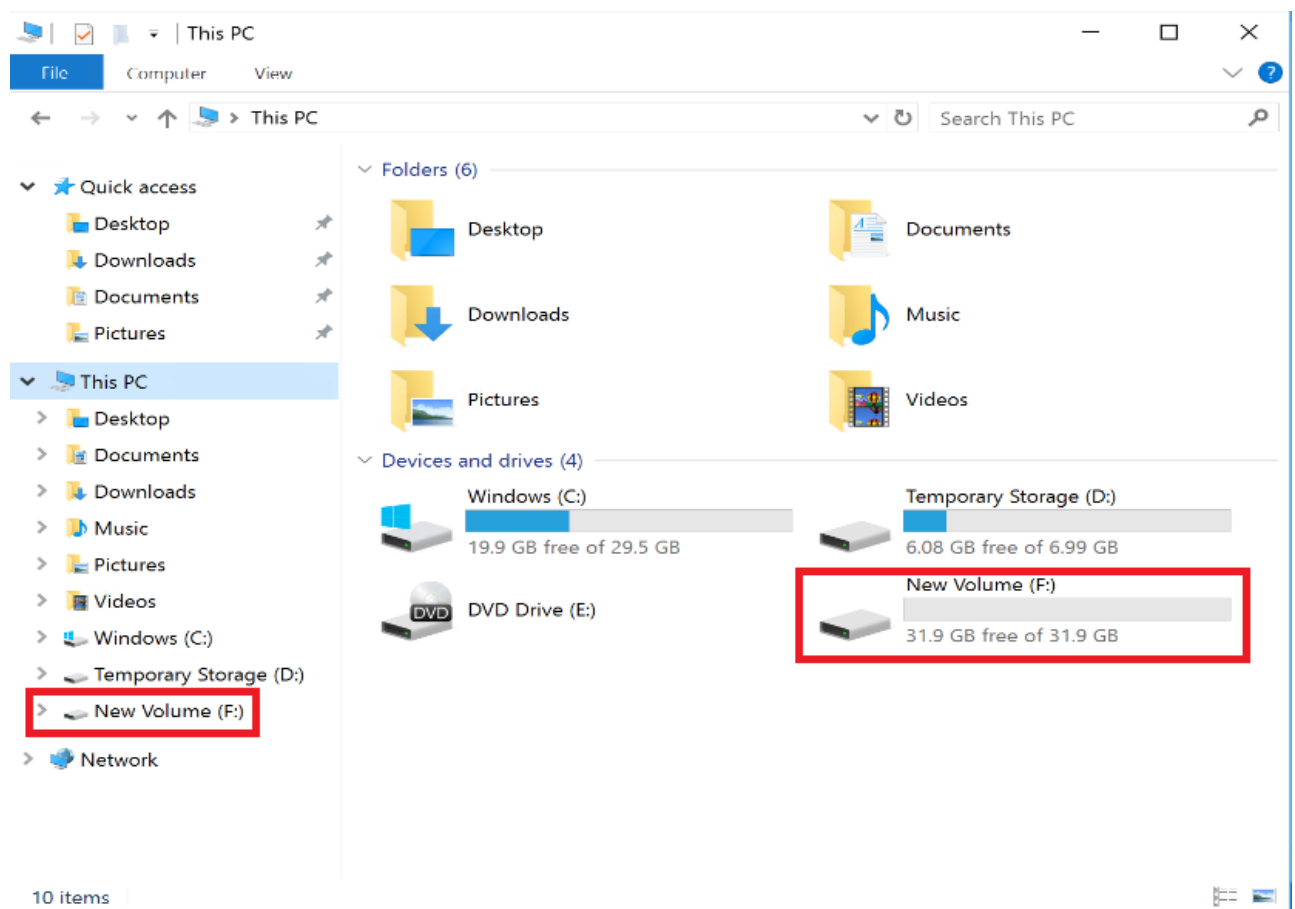 This PC
File Computer View
This PC Search This PC
Quick access
Desktop
Downloads
Documents
Pictures
This PC
Desktop
Documents
Downloads
Music
Pictures
Videos
Windows (C:)
Temporary Storage (D:)
New Volume (F:)
Network
Folders (6)
Desktop
Documents
Downloads
Music
Pictures
Videos
Devices and drives (4)
Windows (C:)
19.9 GB free of 29.5 GB
Temporary Storage (D:)
6.08 GB free of 6.99 GB
DVD
DVD Drive (E:)
New Volume (F:)
31.9 GB free of 31.9 GB
10 items